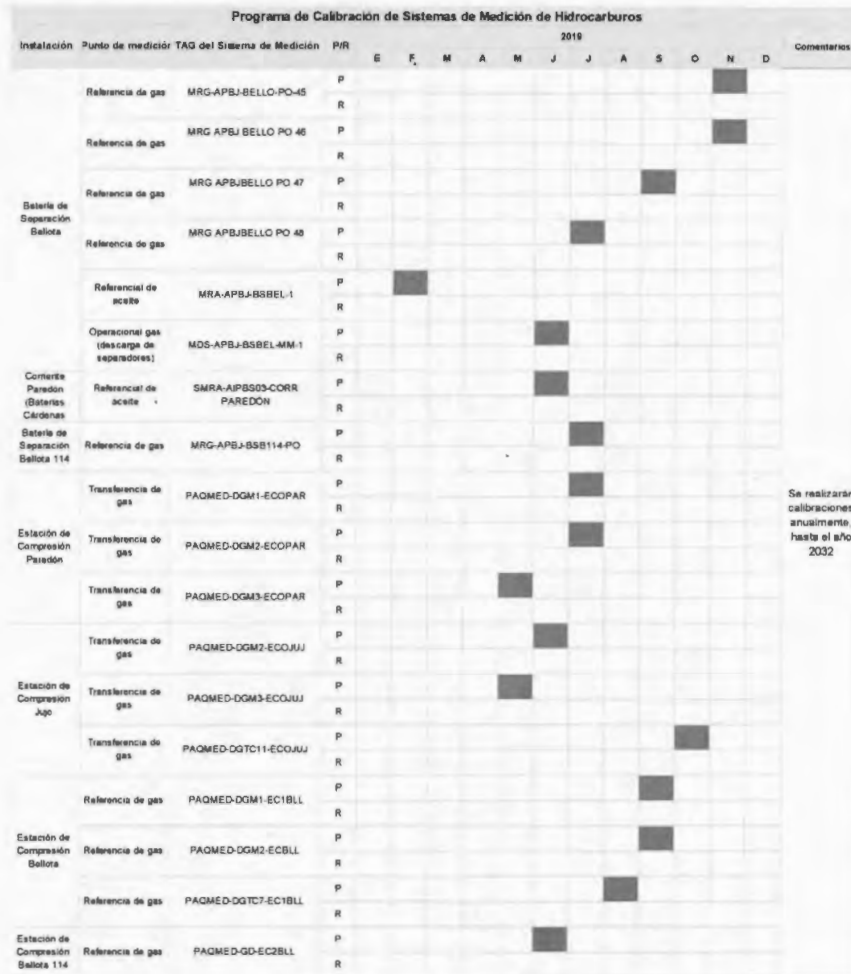 Programa de Calibración de Sistemas de Medición de Hidrocarburos
Instalación Punto de medición TAG del Sistema de Medición P/R 2019 Comentarios
E F M A M J J A S O N D
Batería de
Separación
Bellota
Referencia de gas MRG-APBJ-BELLO-PO-45 P
R
Referencia de gas MRG APBJ BELLO PO 46 P
R
Referencia de gas MRG APBJBELLO PO 47 P
R
Referencia de gas MRG APBJBELLO PO 48 P
R
Referencial de
aceite
MRA-APBJ-BSBEL-1 P
R
Operacional gas
(descarga de
separadores)
MDS-APBJ-BSBEL-MM-1 P
R
Corriente
Paredón
(Baterías
Cárdenas
Referencial de
aceite
SMRA-AIPBS03-CORR
PAREDÓN
P
R
Batería de
Separación
Bellota 114
Referencia de gas MRG-APBJ-BSB114-PO P
R
Estación de
Compresión
Paredón
Transferencia de
gas
PAQMED-DGM1-ECOPAR P
R
Transferencia de
gas
PAQMED-DGM2-ECOPAR P
R
Transferencia de
gas
PAQMED-DGM3-ECOPAR P
R
Estación de
Compresión
Jujo
Transferencia de
gas
PAQMED-DGM2-ECOJUJ P
R
Transferencia de
gas
PAQMED-DGM3-ECOJUJ P
R
Transferencia de
gas
PAQMED-DGTC11-ECOJUJ P
R
Estación de
Compresión
Bellota
Referencia de gas PAQMED-DGM1-EC1BLL P
R
Referencia de gas PAQMED-DGM2-ECBLL P
R
Referencia de gas PAQMED-DGTC7-EC1BLL P
R
Estación de
Compresión
Bellota 114
Referencia de gas PAQMED-GD-EC2BLL P
R
Se realizarán
calibraciones
anualmente,
hasta el año
2032